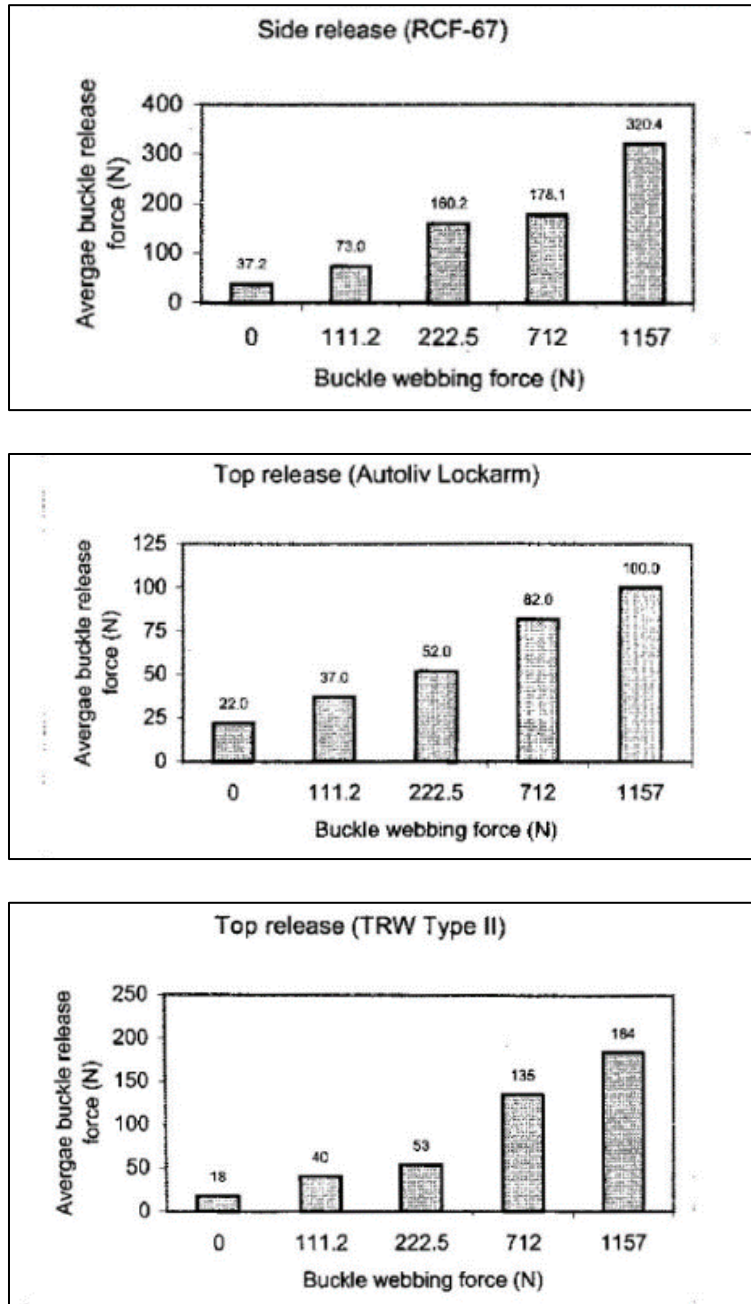 Side release (RCF-67)
Avergae buckle release
force (N)
400
300
200
100
0
37.2
73.0
160.2
178.1
320.4
0 111.2 222.5 712 1157
Buckle webbing force (N)
Top release (Autoliv Lockarm)
Avergae buckle release
force (N)
125
100
75
50
25
0
22.0
37.0
52.0
82.0
100.0
0 111.2 222.5 712 1157
Buckle webbing force (N)
Top release (TRW Type II)
Avergae buckle release
force (N)
250
200
150
100
50
0
18
40
53
135
184
0 111.2 222.5 712 1157
Buckle webbing force (N)